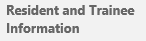 Resident and Trainee
Information